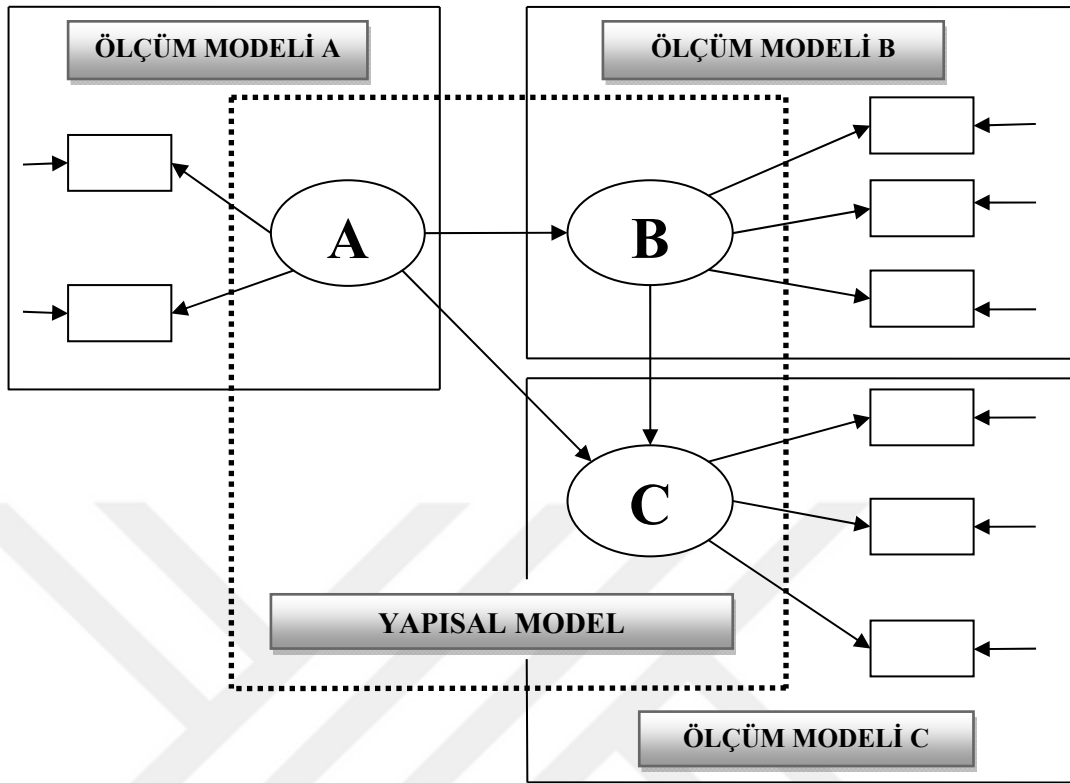 ÖLÇÜM MODELİ A
ÖLÇÜM MODELİ B
A
B
C
YAPISAL MODEL
ÖLÇÜM MODELİ C